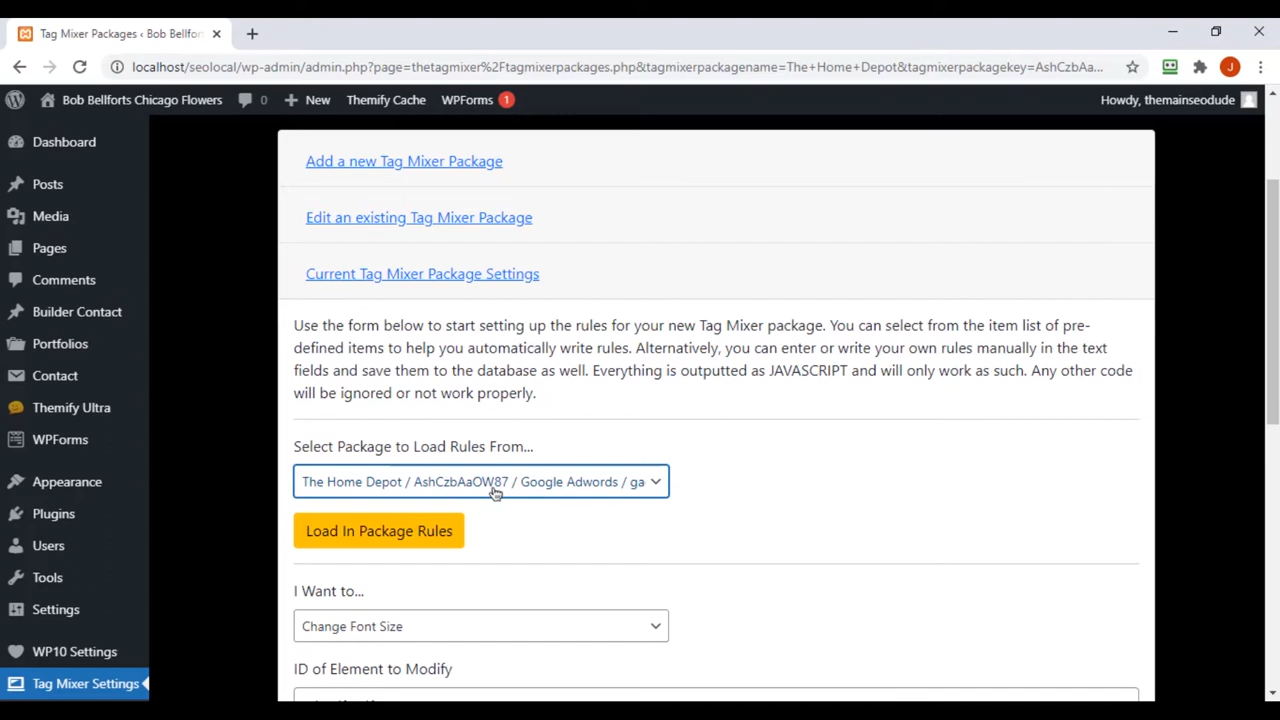 Tag Mixer Packages ‹ Bob Bellfort
localhost/seolocal/wp-admin/admin.php?page=thetagmixer%2Ftagmixerpackages.php&tagmixerpackagename=The+Home+Depot&tagmixerpackagekey=AshCzbAa...
J
Bob Bellforts Chicago Flowers
0
New
Themify Cache
WPForms
1
Howdy, themainseodude
Dashboard
Posts
Media
Pages
Comments
Builder Contact
Portfolios
Contact
Themify Ultra
WPForms
Appearance
Plugins
Users
Tools
Settings
WP10 Settings
Tag Mixer Settings
Add a new Tag Mixer Package
Edit an existing Tag Mixer Package
Current Tag Mixer Package Settings
Use the form below to start setting up the rules for your new Tag Mixer package. You can select from the item list of pre-
defined items to help you automatically write rules. Alternatively, you can enter or write your own rules manually in the text
fields and save them to the database as well. Everything is outputted as JAVASCRIPT and will only work as such. Any other code
will be ignored or not work properly.
Select Package to Load Rules From...
The Home Depot / AshCzbAaOW87 / Google Adwords / ga
Load In Package Rules
I Want to...
Change Font Size
ID of Element to Modify